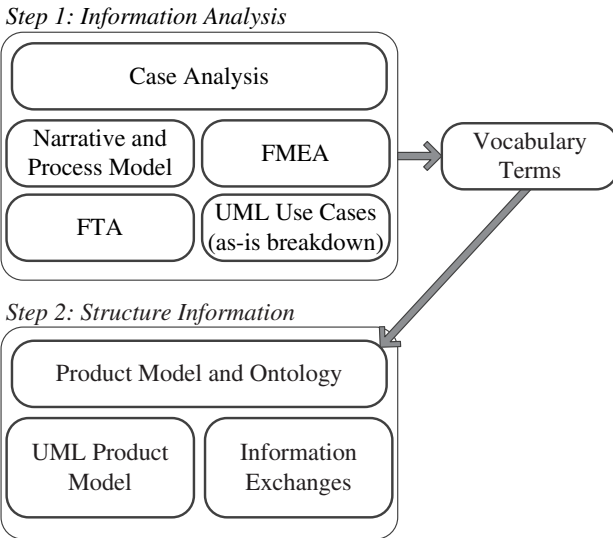 Step 1: Information Analysis
Case Analysis
Narrative and
Process Model
FMEA
FTA
UML Use Cases
(as-is breakdown)
Vocabulary
Terms
Step 2: Structure Information
Product Model and Ontology
UML Product
Model
Information
Exchanges